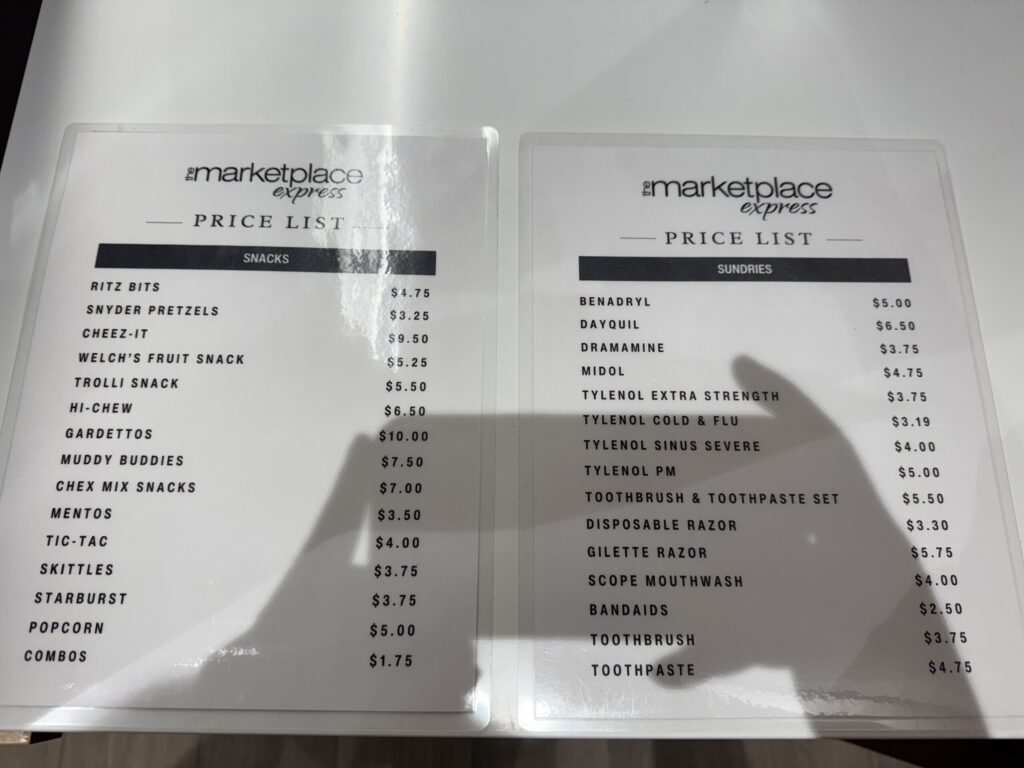 the marketplace
express
PRICE LIST
SNACKS
RITZ BITS $4.75
SNYDER PRETZELS $3.25
CHEEZ-IT $9.50
WELCH'S FRUIT SNACK $5.25
TROLLI SNACK $5.50
HI-CHEW $6.50
GARDETTOS $10.00
MUDDY BUDDIES $7.50
CHEX MIX SNACKS $7.00
MENTOS $3.50
TIC-TAC $4.00
SKITTLES $3.75
STARBURST $3.75
POPCORN $5.00
COMBOS $1.75
the marketplace
express
PRICE LIST
SUNDRIES
BENADRYL $5.00
DAYQUIL $6.50
DRAMAMINE $3.75
MIDOL $4.75
TYLENOL EXTRA STRENGTH $3.75
TYLENOL COLD & FLU $3.19
TYLENOL SINUS SEVERE $4.00
TYLENOL PM $5.00
TOOTHBRUSH & TOOTHPASTE SET $5.50
DISPOSABLE RAZOR $3.30
GILETTE RAZOR $5.75
SCOPE MOUTHWASH $4.00
BANDAIDS $2.50
TOOTHBRUSH $3.75
TOOTHPASTE $4.75